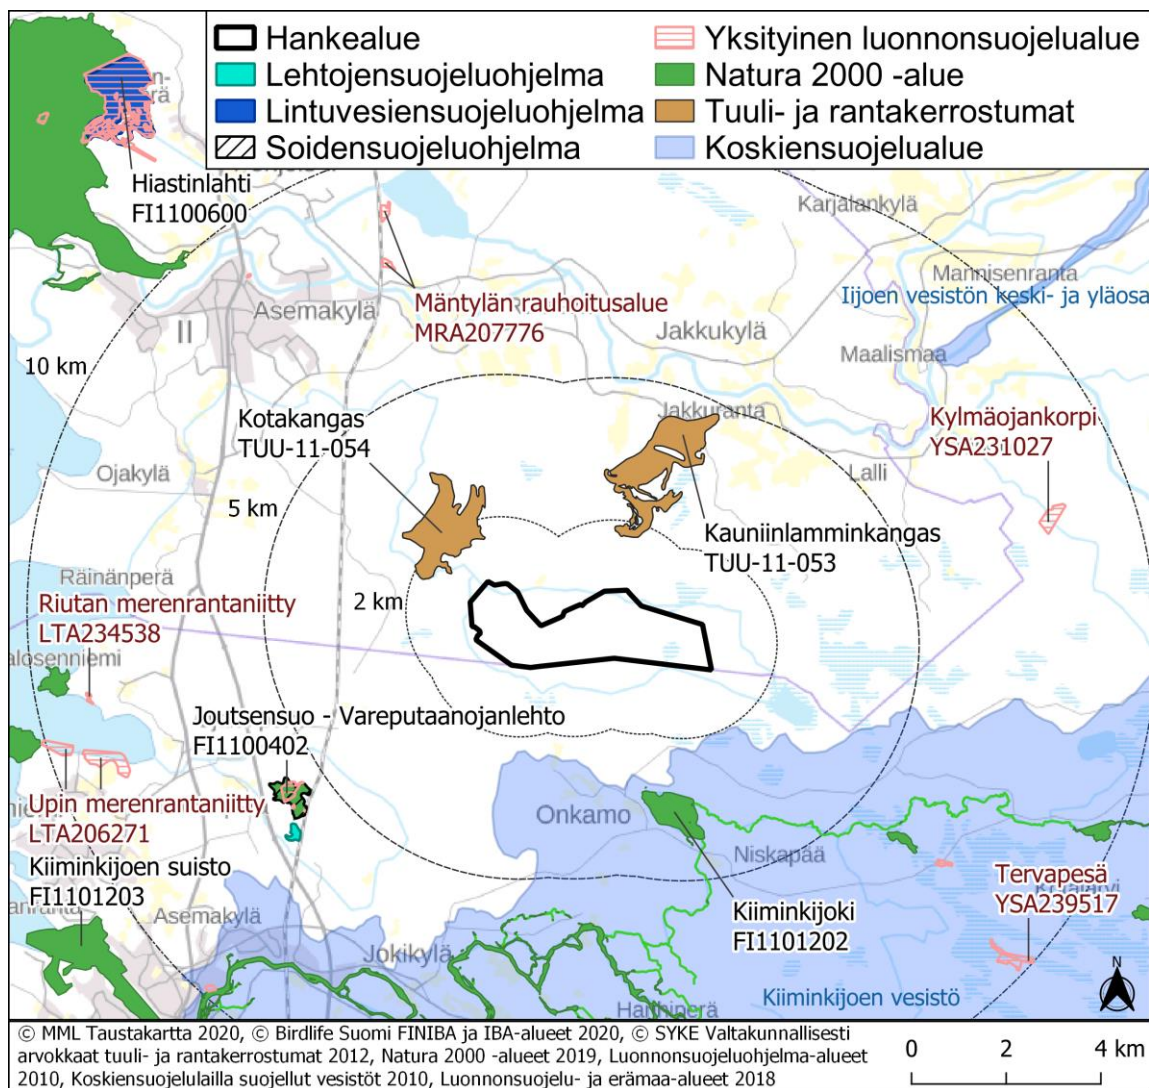 Hankealue
Lehtojensuojeluohjelma
Lintuvesiensuojeluohjelma
Soidensuojeluohjelma
Yksityinen luonnonsuojelualue
Natura 2000 -alue
Tuuli- ja rantakerrostumat
Koskiensuojelualue
Hiastinlahti
FI1100600
Karjalankylä
Mannisenranta
Iijoen vesistön keski- ja yläosa
Asemakylä
II
Mäntylän rauhoitusalue
MRA207776
Jakkukylä
Maalismaa
10 km
Kotakangas
TUU-11-054
Jakkuranta
Kylmäojankorpi
YSA231027
Ojakylä
Lalli
5 km
Kauniinlamminkangas
TUU-11-053
Räinänperä
Riutan merenrantaniitty
LTA234538
2 km
alosenniemi
Joutsensuo - Vareputaanojanlehto
FI1100402
Upin merenrantaniitty
LTA206271
Onkamo
Niskapää
Kiiminkijoen suisto
FI1101203
Tervapesä
YSA239517
Asemakylä
Kiiminkijoki
FI1101202
Jokikylä
Kiiminkijoen vesistö
N
© MML Taustakartta 2020, © Birdlife Suomi FINIBA ja IBA-alueet 2020, © SYKE Valtakunnallisesti
arvokkaat tuuli- ja rantakerrostumat 2012, Natura 2000 -alueet 2019, Luonnonsuojeluohjelma-alueet
2010, Koskiensuojelulailla suojellut vesistöt 2010, Luonnonsuojelu- ja erämaa-alueet 2018
0 2 4 km